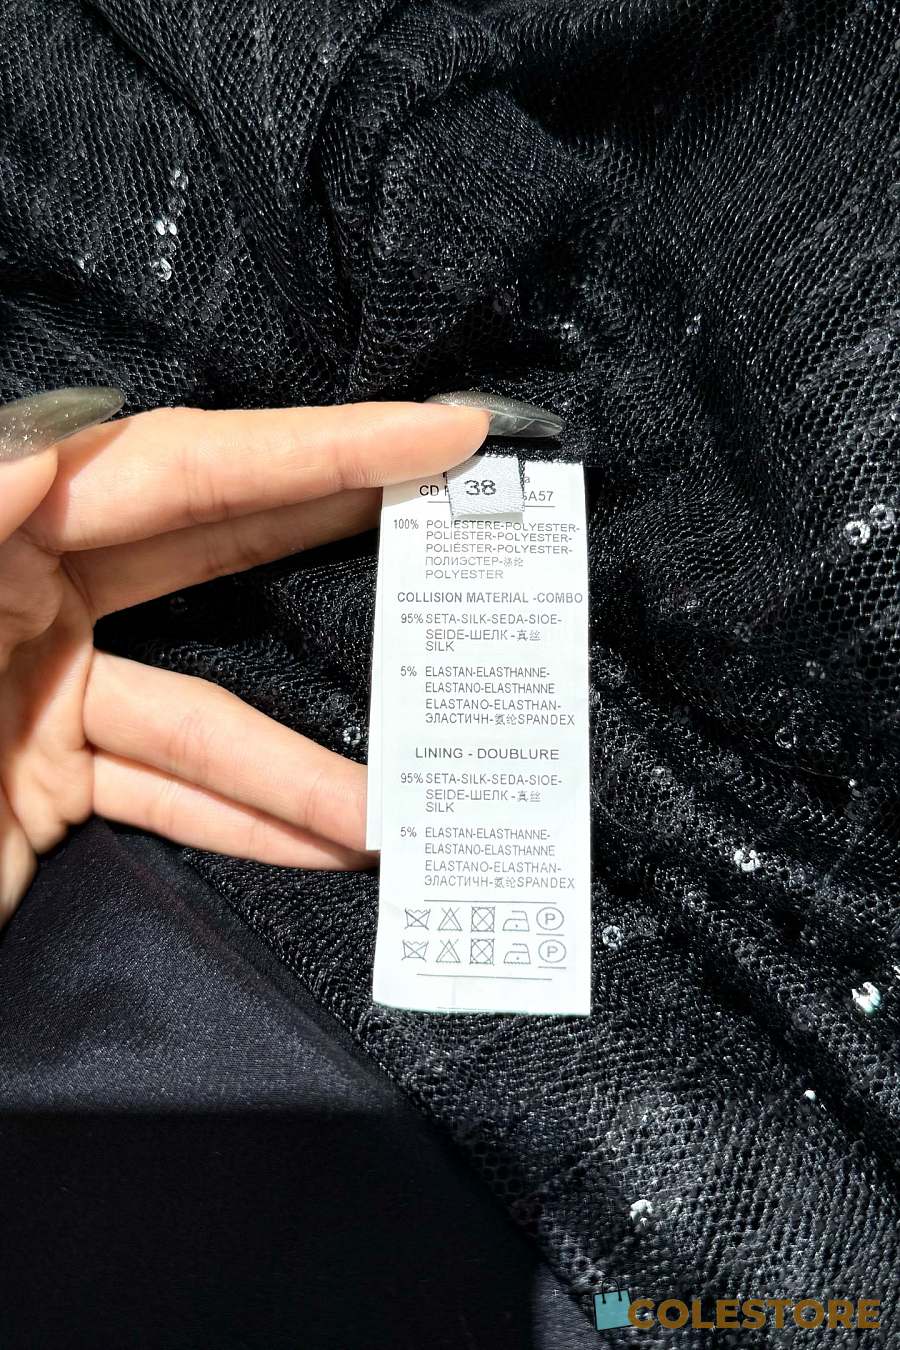 38
CD
A57
100% POLIESTERE-POLYESTER-
POLIÉSTER-POLYESTER-
POLIÉSTER-POLYESTER-
ПОЛИЭСТЕР-涤纶
POLYESTER
COLLISION MATERIAL -COMBO
95% SETA-SILK-SEDA-SIOE-
SEIDE-ШЕЛК-真丝
SILK
5% ELASTAN-ELASTHANNE-
ELASTANO-ELASTHANNE
ELASTANO-ELASTHAN-
ЭЛАСТИЧН-氨纶SPANDEX
LINING - DOUBLURE
95% SETA-SILK-SEDA-SIOE-
SEIDE-ШЕЛК-真丝
SILK
5% ELASTAN-ELASTHANNE-
ELASTANO-ELASTHANNE
ELASTANO-ELASTHAN-
ЭЛАСТИЧН-氨纶SPANDEX
P
P
COLESTORE